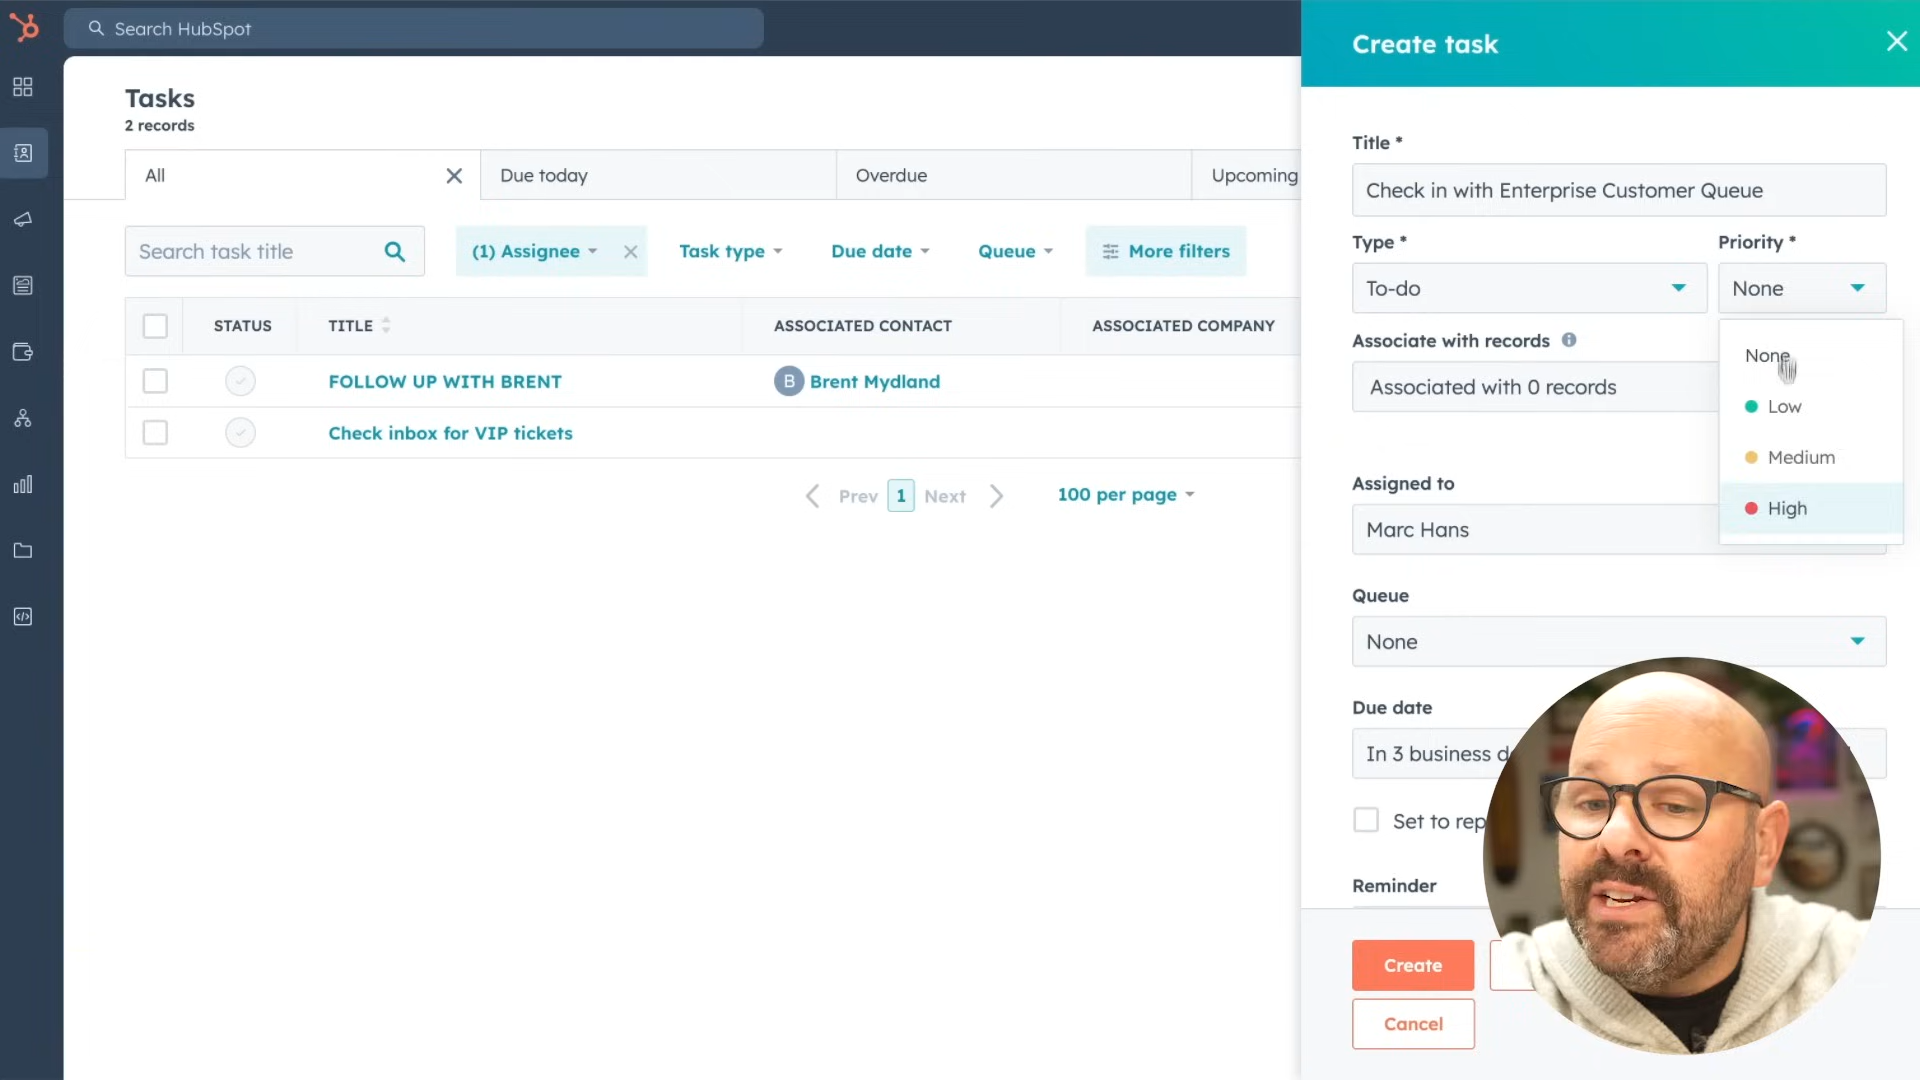 Search HubSpot
Create task
Tasks
2 records
All
Due today
Overdue
Upcoming
Search task title
(1) Assignee
Task type
Due date
Queue
More filters
STATUS
TITLE
ASSOCIATED CONTACT
ASSOCIATED COMPANY
FOLLOW UP WITH BRENT
B
Brent Mydland
Check inbox for VIP tickets
Prev
1
Next
100 per page
Title *
Check in with Enterprise Customer Queue
Type *
Priority *
To-do
None
Associate with records
Associated with 0 records
None
Low
Medium
High
Assigned to
Marc Hans
Queue
None
Due date
In 3 business
Set to
Reminder
Create
Cancel